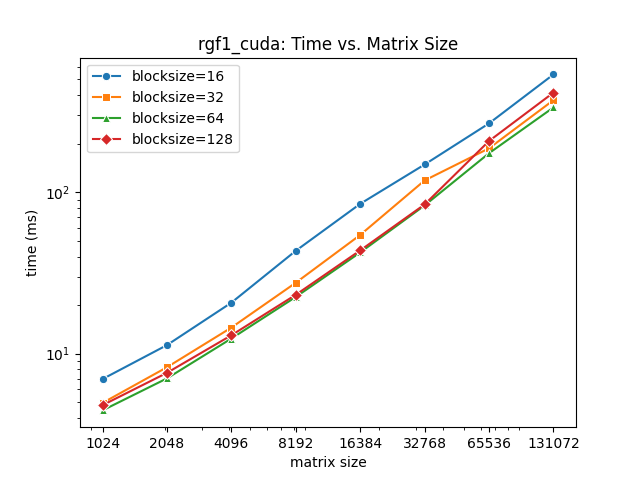 rgf1_cuda: Time vs. Matrix Size
blocksize=16
blocksize=32
blocksize=64
blocksize=128
time (ms)
10²
10¹
1024 2048 4096 8192 16384 32768 65536 131072
matrix size